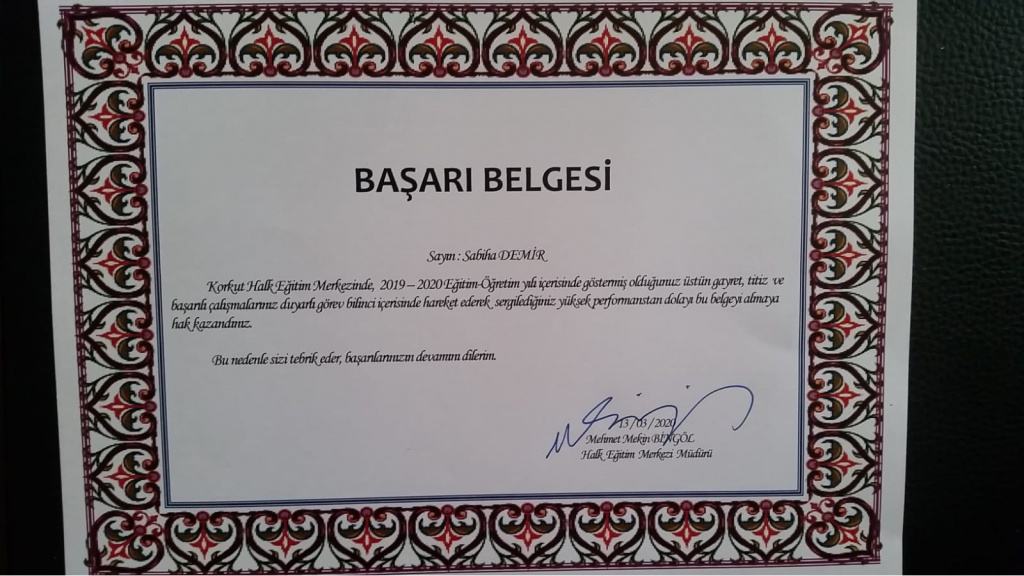 BAŞARI BELGESİ
Sayın : Sabiha DEMİR
Korkut Halk Eğitim Merkezinde, 2019 – 2020 Eğitim-Öğretim yılı içerisinde göstermiş olduğunuz üstün gayret, titiz ve
başarılı çalışmalarınız duyarlı görev bilinci içerisinde hareket ederek sergilediğiniz yüksek performanstan dolayı bu belgeyi almaya
hak kazandınız.
Bu nedenle sizi tebrik eder, başarılarınızın devamını dilerim.
13/03/2020
Mehmet Mekin BİNGÖL
Halk Eğitim Merkezi Müdürü